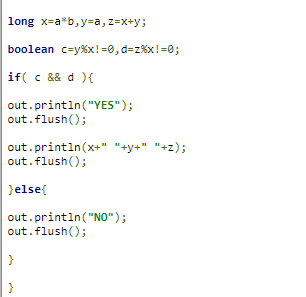 long x=a*b,y=a,z=x+y;
boolean c=y%x!=0,d=z%x!=0;
if( c && d ){
out.println("YES");
out.flush();
out.println(x+" "+y+" "+z);
out.flush();
}else{
out.println("NO");
out.flush();
}
}